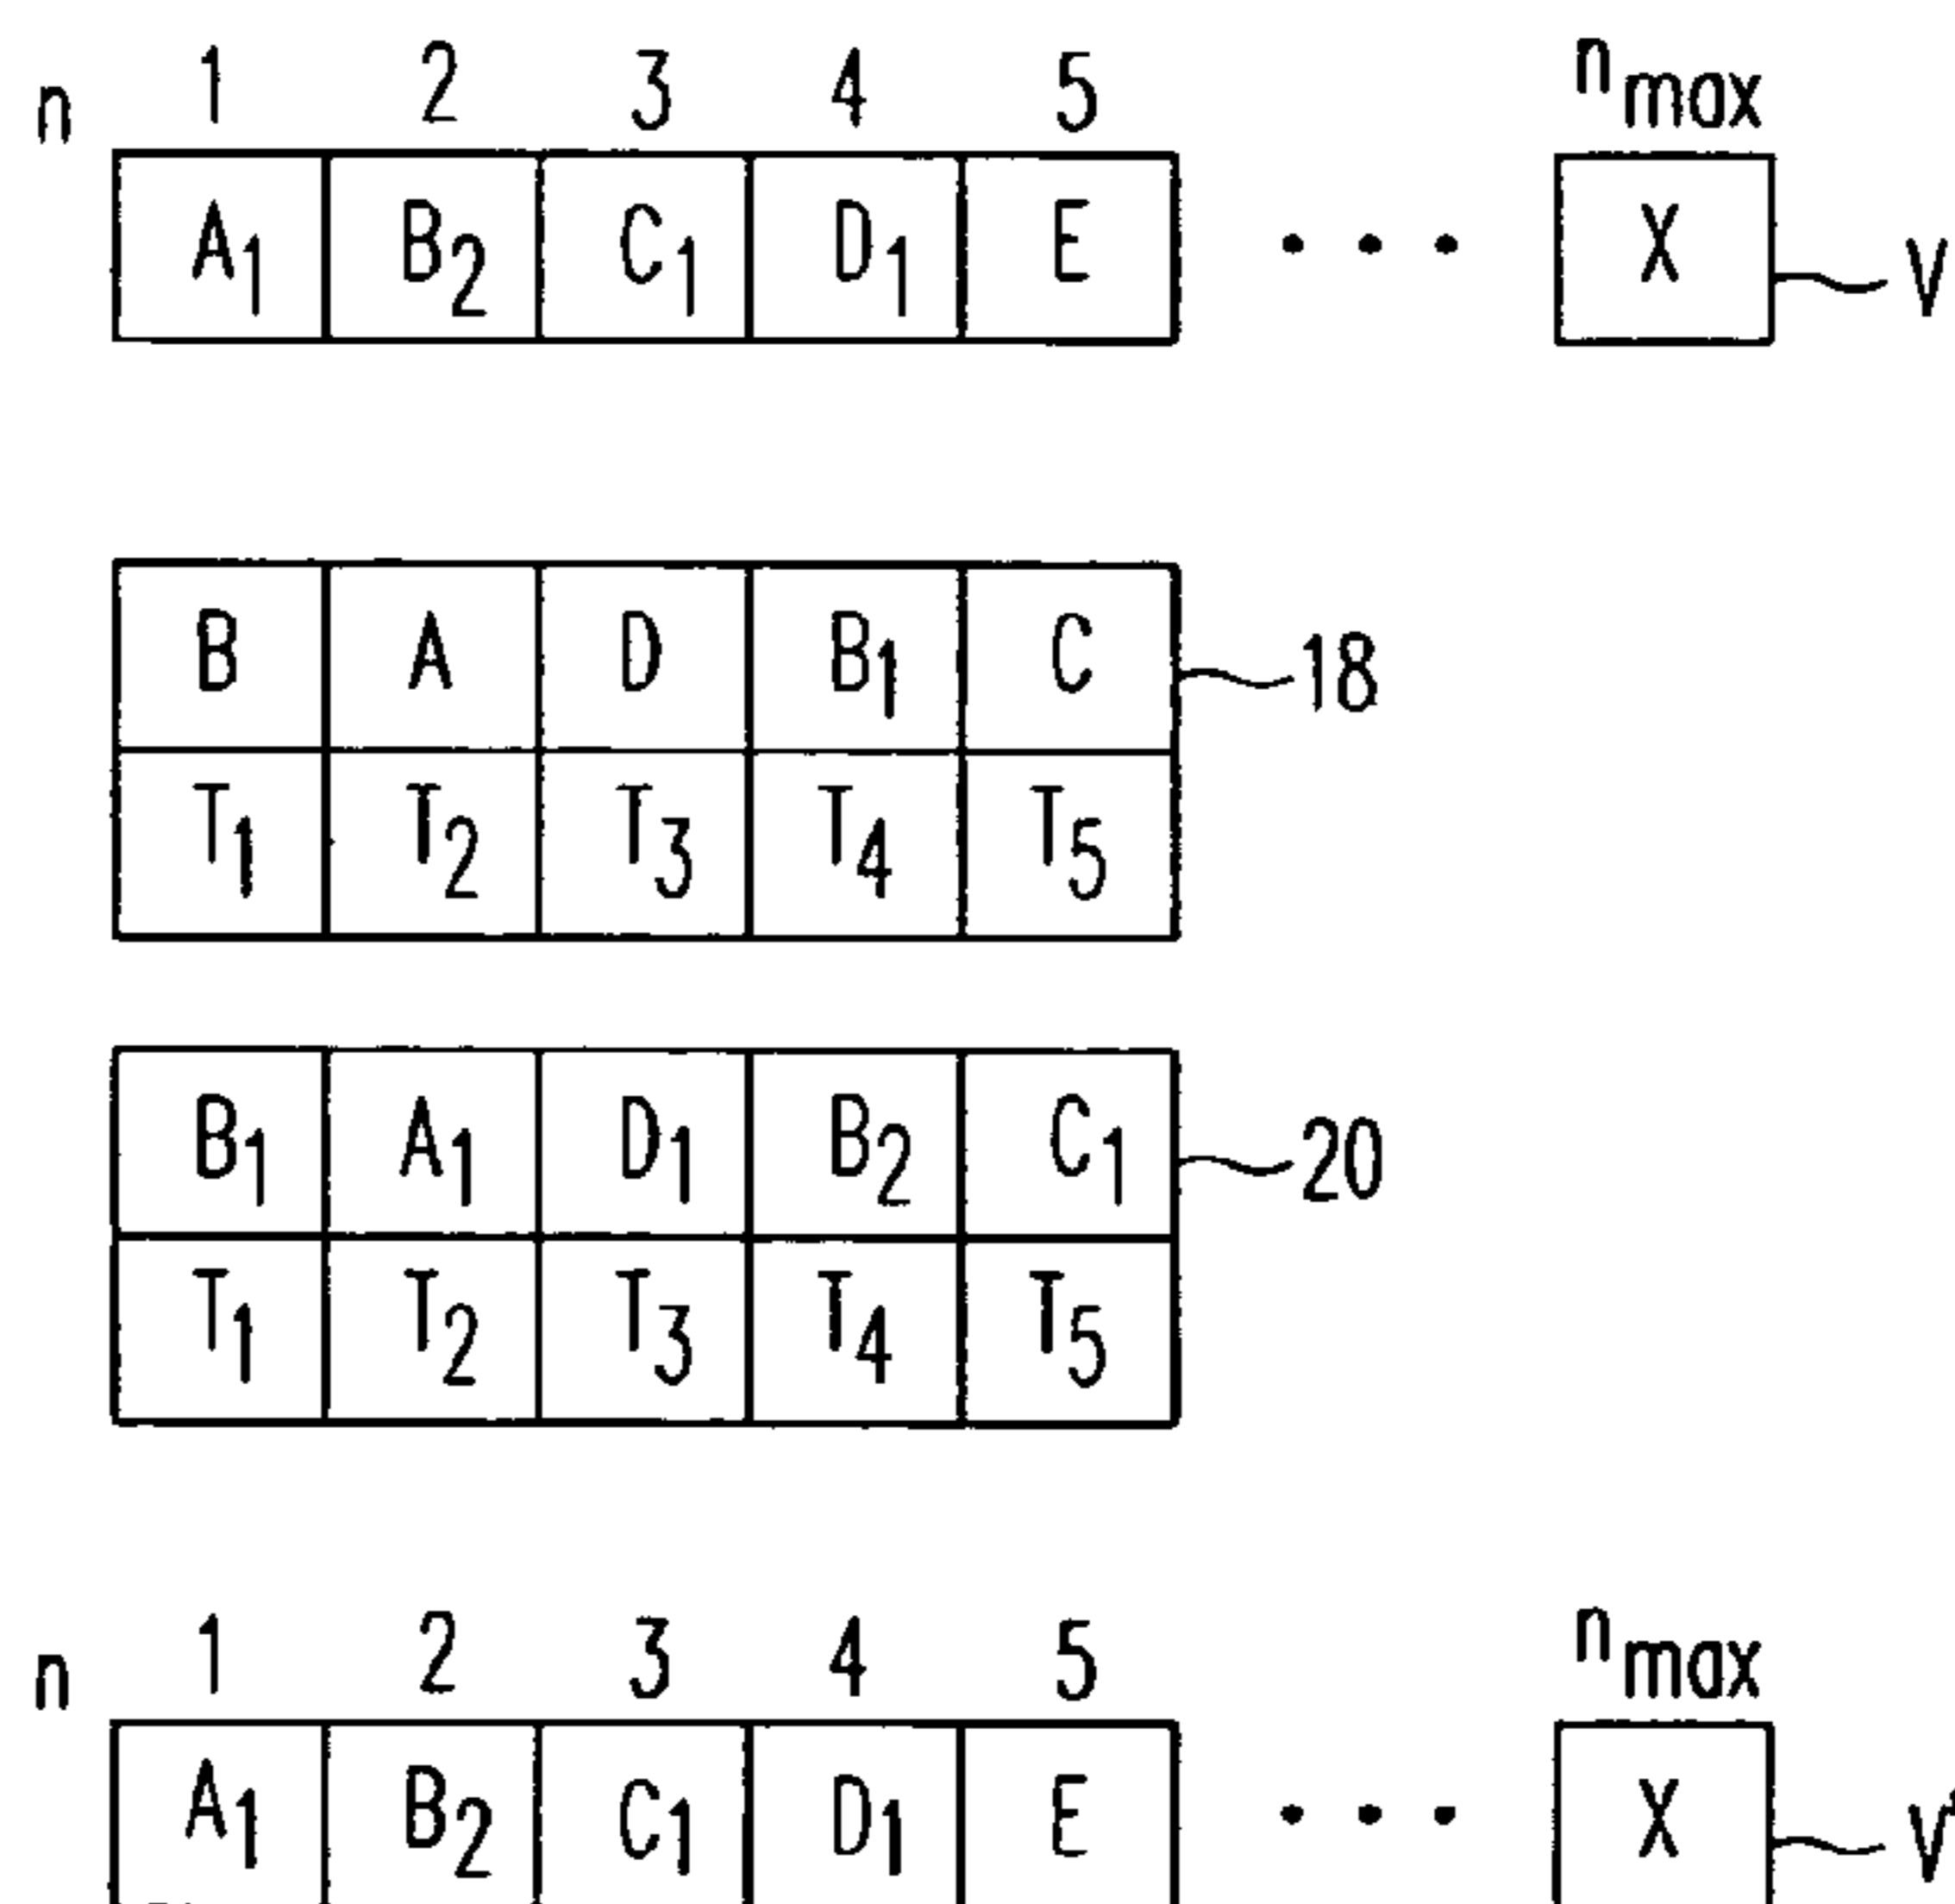 n 1 2 3 4 5 n_max
A₁ B₂ C₁ D₁ E • • • X V
B A D B₁ C 18
T₁ T₂ T₃ T₄ T₅
B₁ A₁ D₁ B₂ C₁ 20
T₁ T₂ T₃ T₄ T₅
n 1 2 3 4 5 n_max
A₁ B₂ C₁ D₁ E • • • X V'